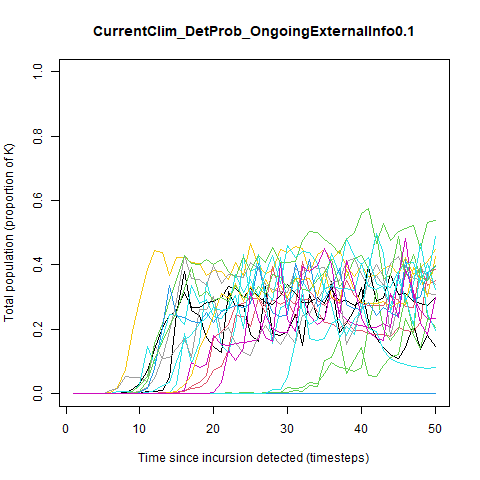 CurrentClim_DetProb_OngoingExternalInfo0.1
Total population (proportion of K)
1.0
0.8
0.6
0.4
0.2
0.0
0 10 20 30 40 50
Time since incursion detected (timesteps)